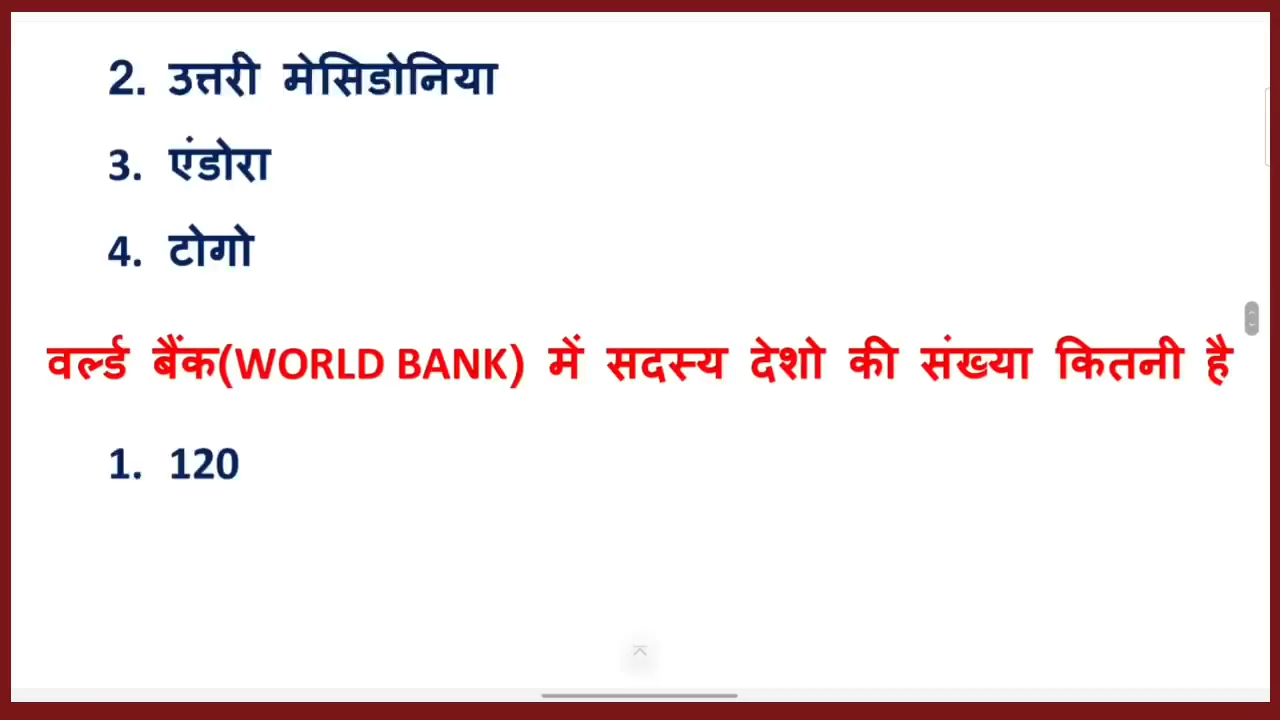 2. उत्तरी मेसिडोनिया
3. एंडोरा
4. टोगो
वर्ल्ड बैंक(WORLD BANK) में सदस्य देशो की संख्या कितनी है
1. 120